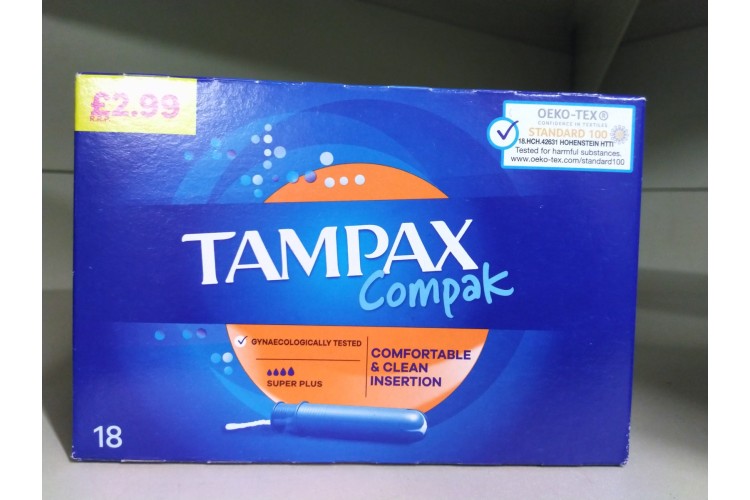 £2.99
OEKO-TEX®
CONFIDENCE IN TEXTILES
STANDARD 100
18.HCH.42631 HOHENSTEIN HTTI
Tested for harmful substances.
www.oeko-tex.com/standard100
TAMPAX
Compak
GYNAECOLOGICALLY TESTED
SUPER PLUS
COMFORTABLE
& CLEAN
INSERTION
18